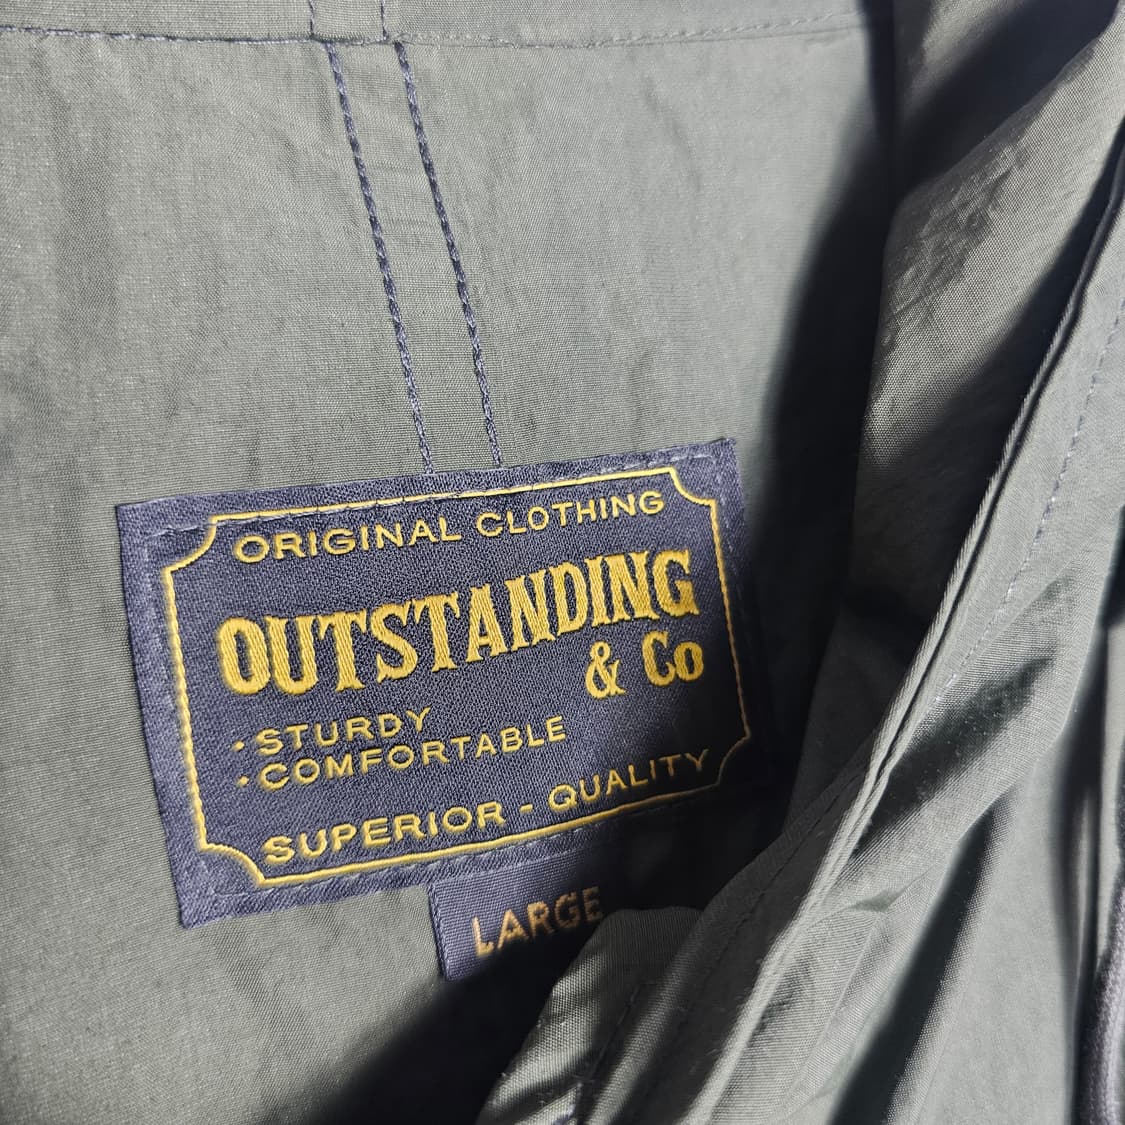 ORIGINAL CLOTHING
OUTSTANDING
& Co
· STURDY
· COMFORTABLE
SUPERIOR - QUALITY
LARGE